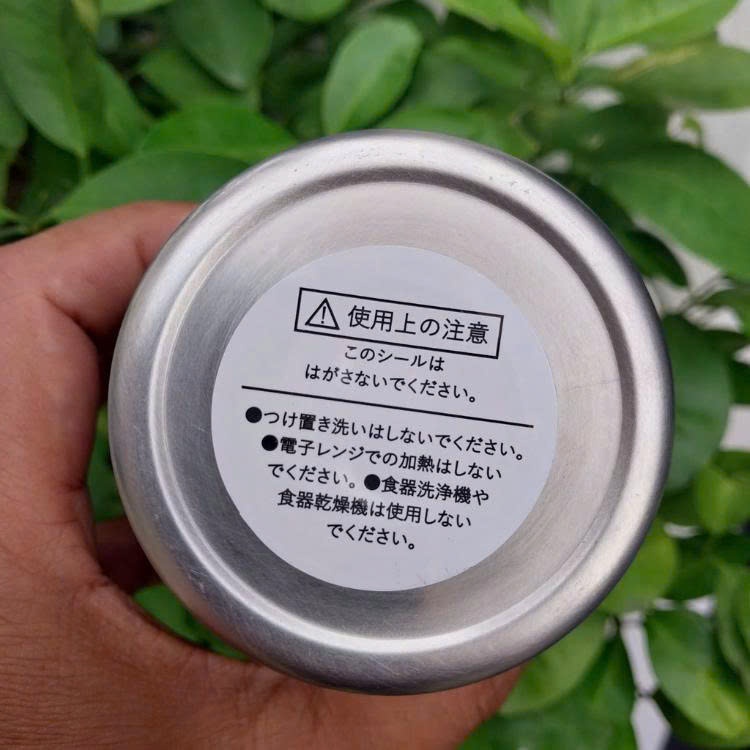 ⚠ 使用上の注意
このシールは
はがさないでください。
●つけ置き洗いはしないでください。
●電子レンジでの加熱はしない
でください。●食器洗浄機や
食器乾燥機は使用しない
でください。